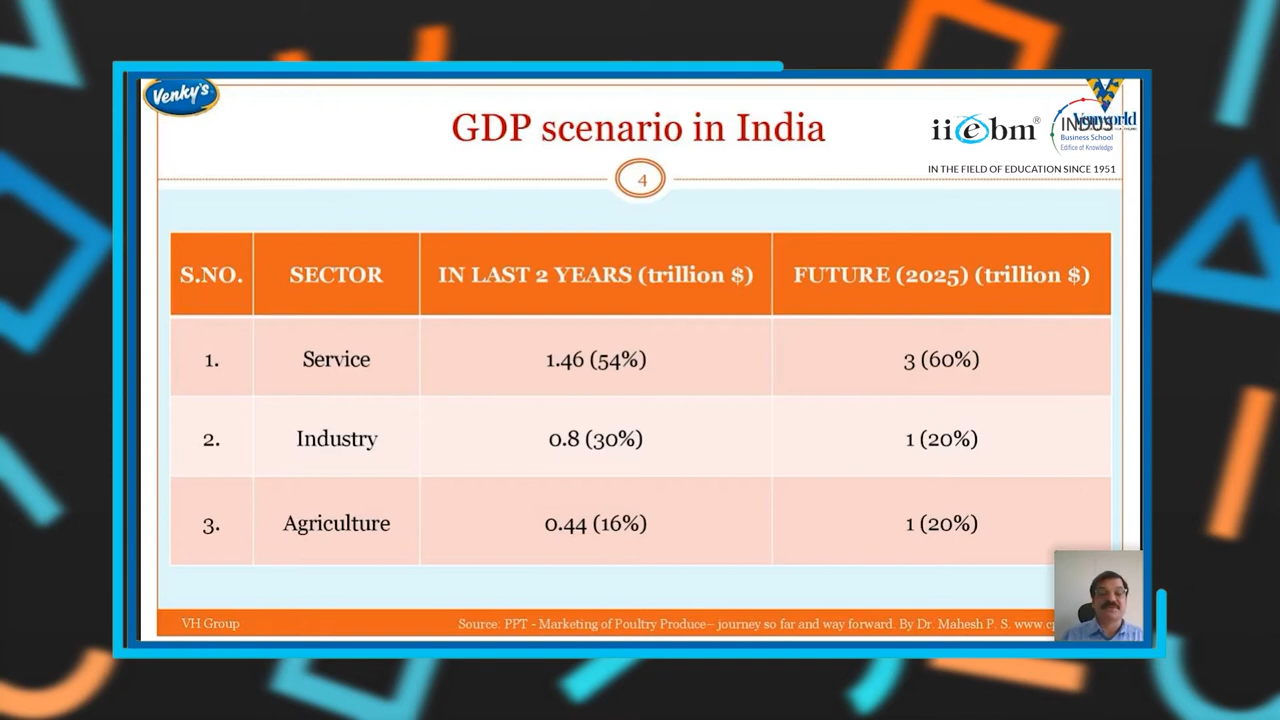 Venky's
GDP scenario in India
iiebm®
INDUS
Business School
Edifice of Knowledge
IN THE FIELD OF EDUCATION SINCE 1951
4
S.NO. SECTOR IN LAST 2 YEARS (trillion $) FUTURE (2025) (trillion $)
1. Service 1.46 (54%) 3 (60%)
2. Industry 0.8 (30%) 1 (20%)
3. Agriculture 0.44 (16%) 1 (20%)
VH Group
Source: PPT - Marketing of Poultry Produce– journey so far and way forward. By Dr. Mahesh P. S.